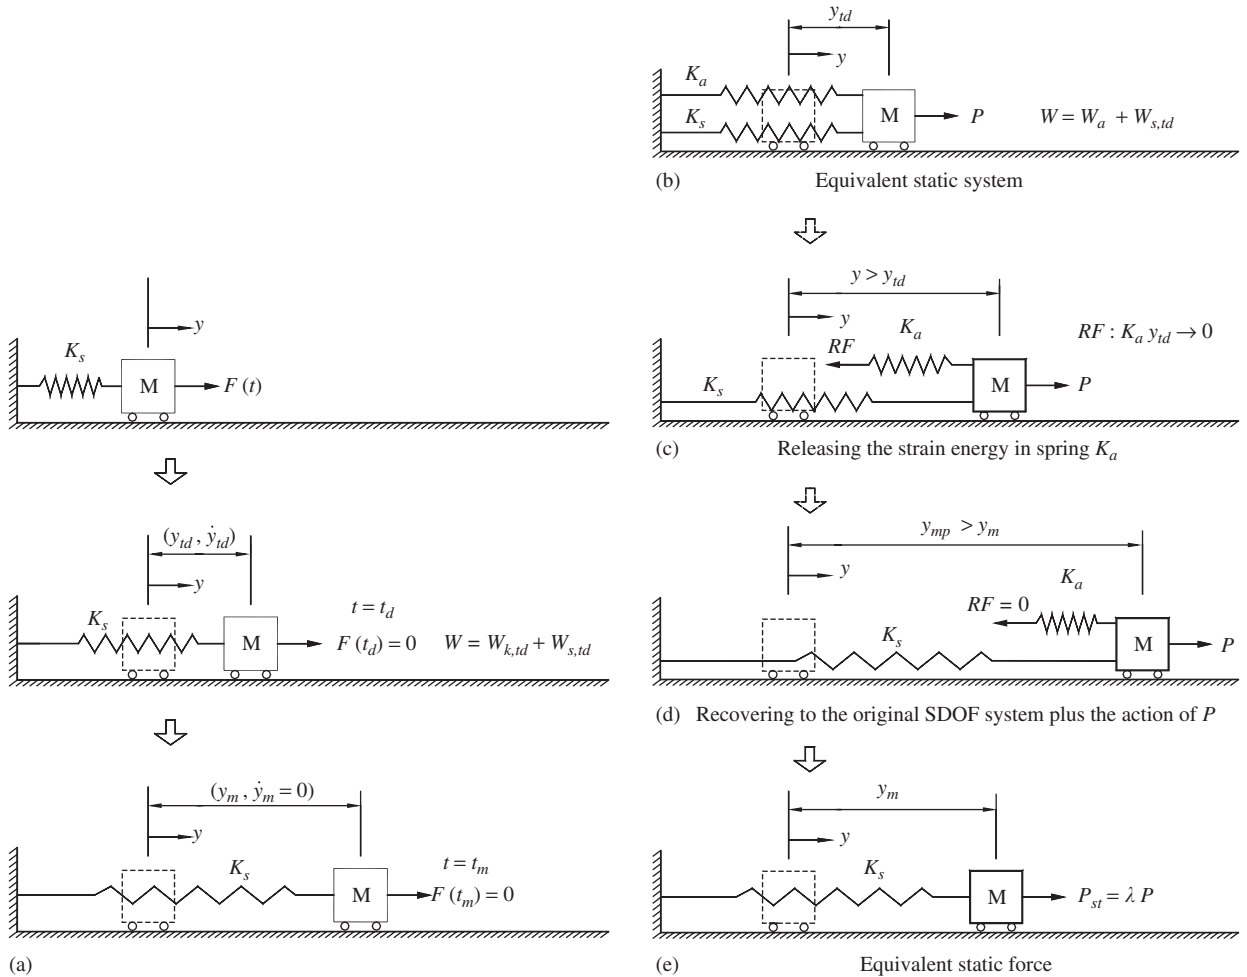 K_s
y
M
F (t)
(y_td , ẏ_td)
y
K_s
M
t = t_d
F (t_d) = 0
W = W_k,td + W_s,td
(y_m , ẏ_m = 0)
y
K_s
M
t = t_m
F (t_m) = 0
(a)
y_td
y
K_a
K_s
M
P
W = W_a + W_s,td
(b) Equivalent static system
y > y_td
y
K_a
RF
RF : K_a y_td → 0
K_s
M
P
(c) Releasing the strain energy in spring K_a
y_mp > y_m
y
K_a
RF = 0
K_s
M
P
(d) Recovering to the original SDOF system plus the action of P
y_m
y
K_s
M
P_st = λ P
(e) Equivalent static force